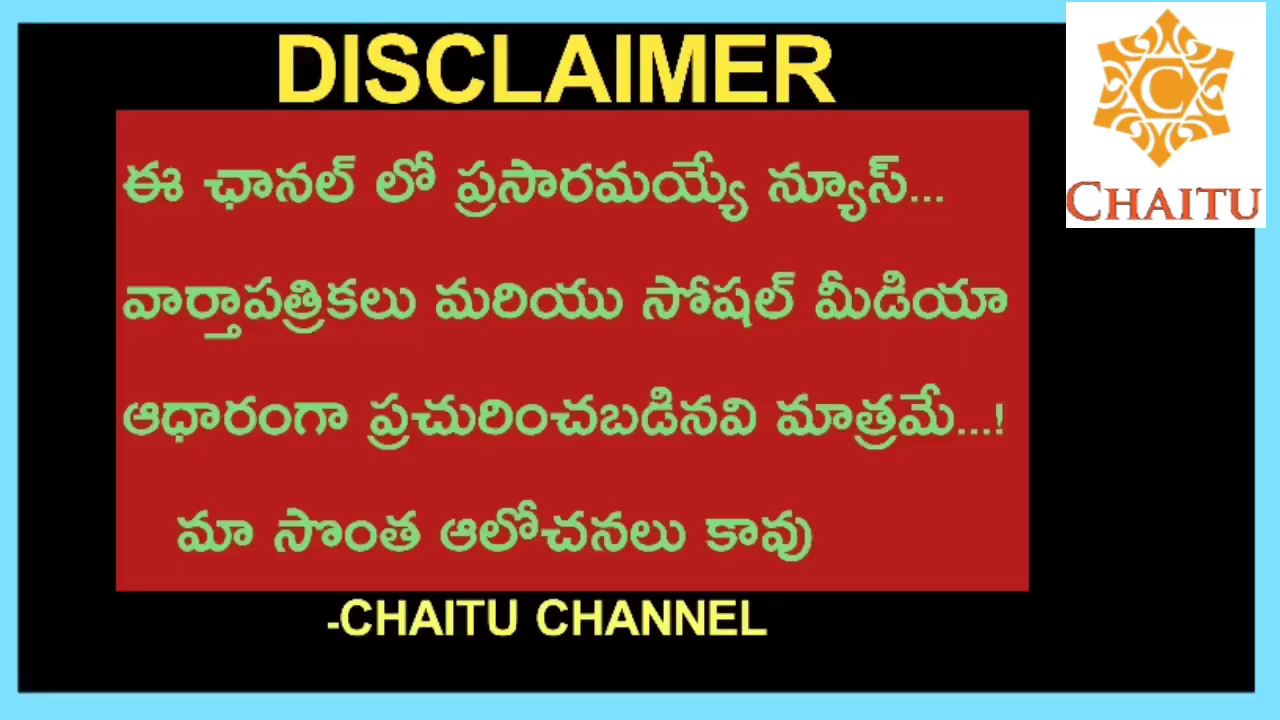 DISCLAIMER
C
CHAITU
ఈ ఛానల్ లో ప్రసారమయ్యే న్యూస్...
వార్తాపత్రికలు మరియు సోషల్ మీడియా
ఆధారంగా ప్రచురించబడినవి మాత్రమే...!
మా సొంత ఆలోచనలు కావు
-CHAITU CHANNEL